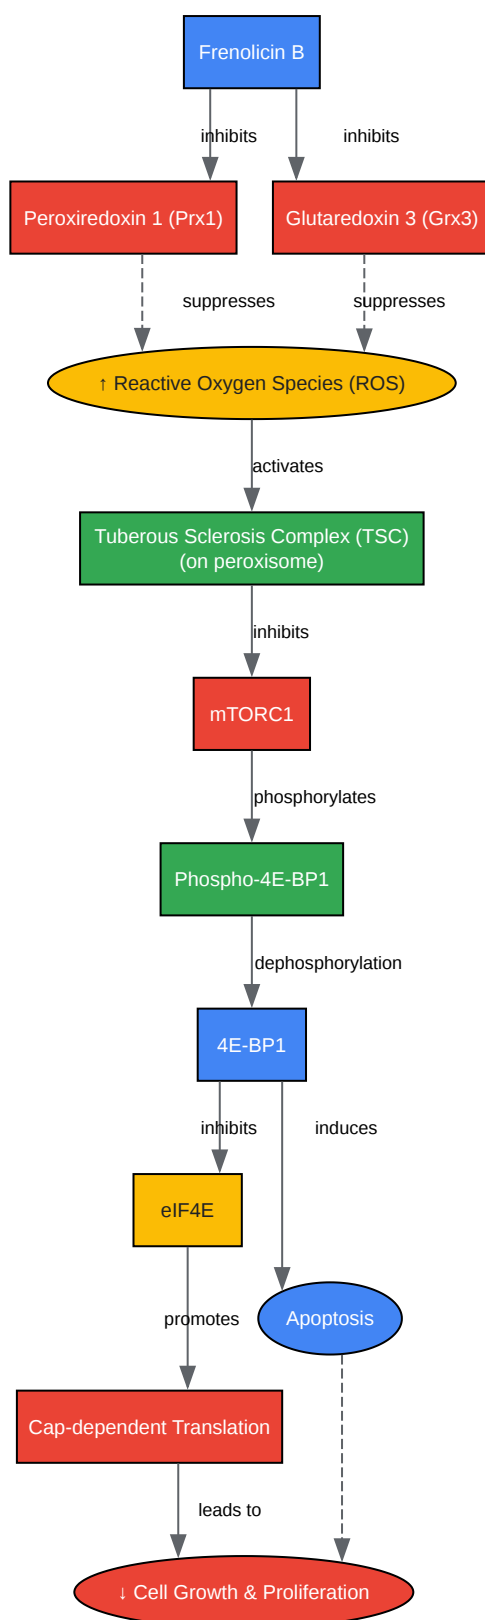 Frenolicin B
inhibits
inhibits
Peroxiredoxin 1 (Prx1)
Glutaredoxin 3 (Grx3)
suppresses
suppresses
↑ Reactive Oxygen Species (ROS)
activates
Tuberous Sclerosis Complex (TSC)
(on peroxisome)
inhibits
mTORC1
phosphorylates
Phospho-4E-BP1
dephosphorylation
4E-BP1
inhibits
induces
eIF4E
Apoptosis
promotes
Cap-dependent Translation
leads to
↓ Cell Growth & Proliferation